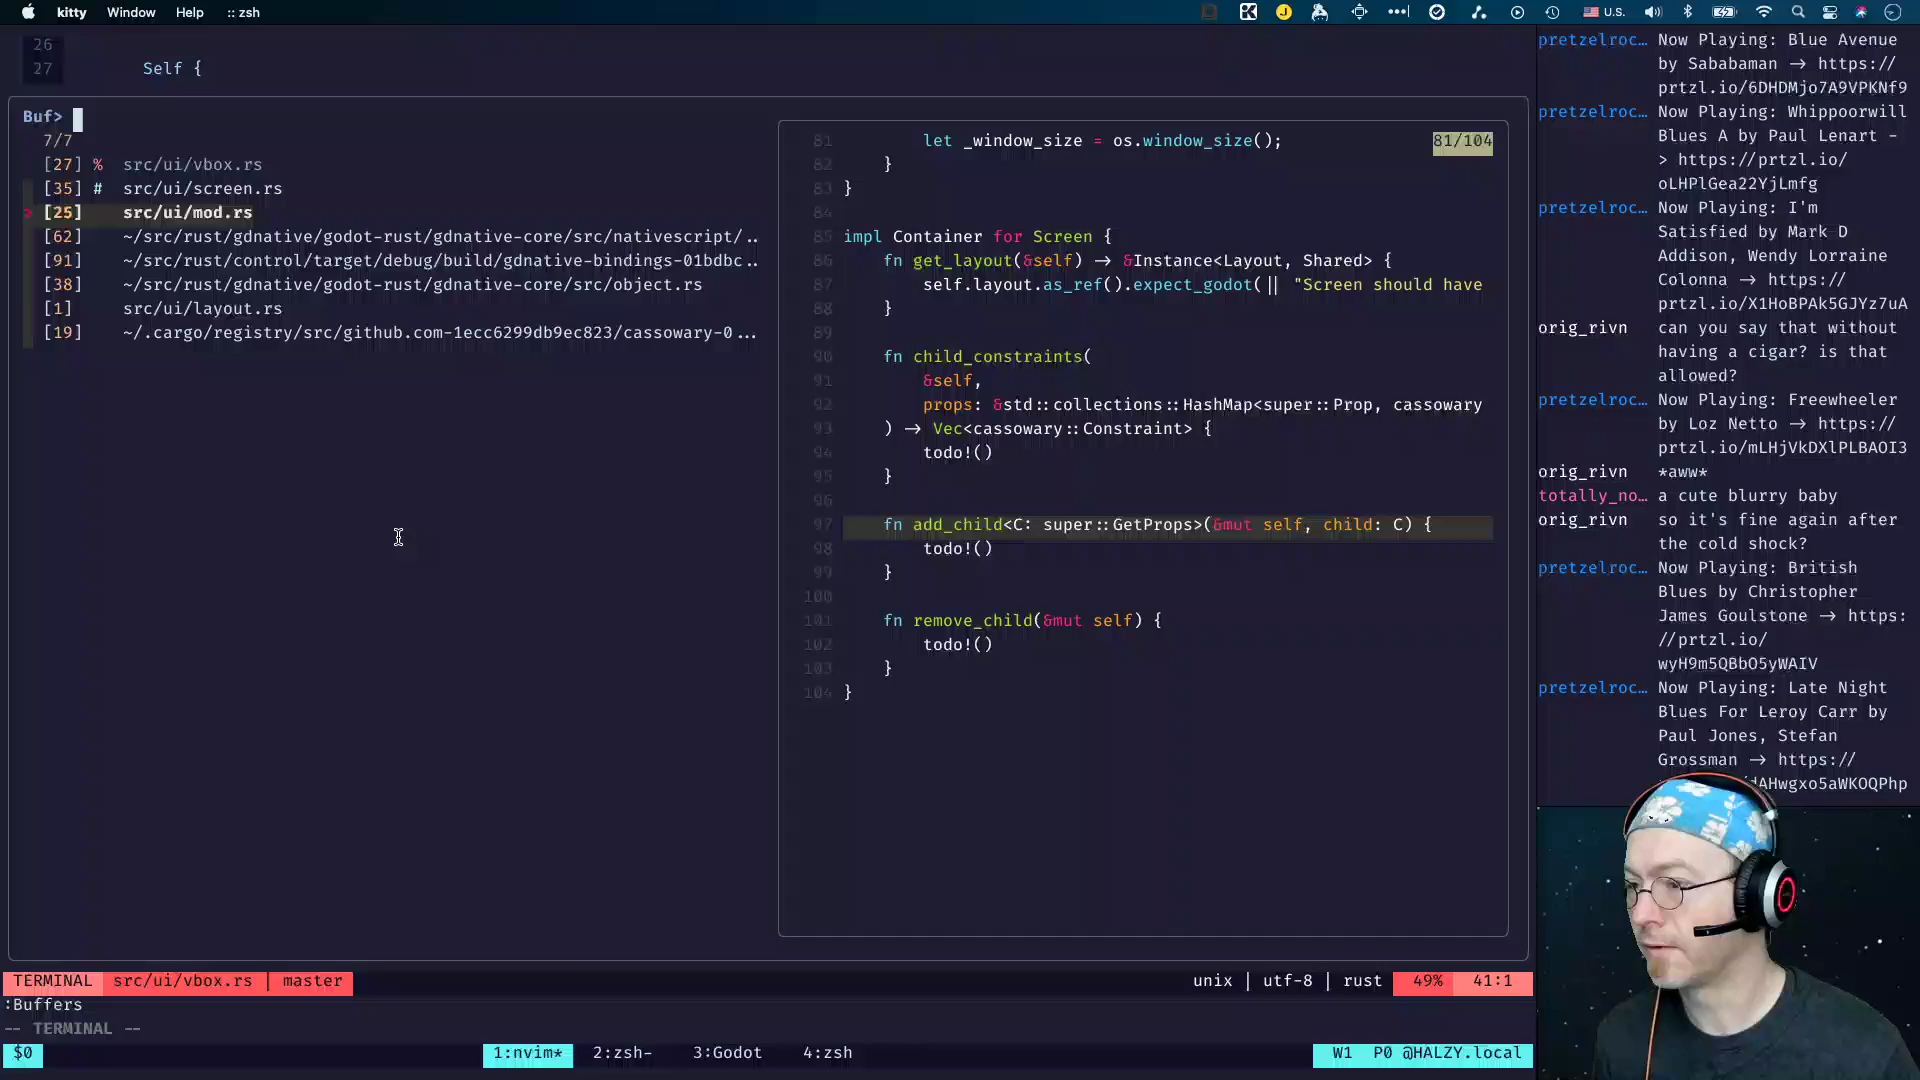 kitty Window Help :: zsh
U.S.
26
27 Self {
Buf>
7/7
[27] % src/ui/vbox.rs
[35] # src/ui/screen.rs
> [25] src/ui/mod.rs
[62] ~/src/rust/gdnative/godot-rust/gdnative-core/src/nativescript/..
[91] ~/src/rust/control/target/debug/build/gdnative-bindings-01bdbc..
[38] ~/src/rust/gdnative/godot-rust/gdnative-core/src/object.rs
[1] src/ui/layout.rs
[19] ~/.cargo/registry/src/github.com-1ecc6299db9ec823/cassowary-0...
81 let _window_size = os.window_size(); 81/104
82 }
83 }
84
85 impl Container for Screen {
86 fn get_layout(&self) → &Instance<Layout, Shared> {
87 self.layout.as_ref().expect_godot(|| "Screen should have
88 }
89
90 fn child_constraints(
91 &self,
92 props: &std::collections::HashMap<super::Prop, cassowary
93 ) → Vec<cassowary::Constraint> {
94 todo!()
95 }
96
97 fn add_child<C: super::GetProps>(&mut self, child: C) {
98 todo!()
99 }
100
101 fn remove_child(&mut self) {
102 todo!()
103 }
104 }
TERMINAL src/ui/vbox.rs | master unix | utf-8 | rust 49% 41:1
:Buffers
-- TERMINAL --
$0 1:nvim* 2:zsh- 3:Godot 4:zsh W1 P0 @HALZY.local
pretzelroc… Now Playing: Blue Avenue
by Sababaman → https://
prtzl.io/6DHDMjo7A9VPKNf9
pretzelroc… Now Playing: Whippoorwill
Blues A by Paul Lenart -
> https://prtzl.io/
oLHPlGea22YjLmfg
pretzelroc… Now Playing: I'm
Satisfied by Mark D
Addison, Wendy Lorraine
Colonna → https://
prtzl.io/X1HoBPAk5GJYz7uA
orig_rivn can you say that without
having a cigar? is that
allowed?
pretzelroc… Now Playing: Freewheeler
by Loz Netto → https://
prtzl.io/mLHjVkDXlPLBAOI3
orig_rivn *aww*
totally_no… a cute blurry baby
orig_rivn so it's fine again after
the cold shock?
pretzelroc… Now Playing: British
Blues by Christopher
James Goulstone → https:
//prtzl.io/
wyH9m5QBbO5yWAIV
pretzelroc… Now Playing: Late Night
Blues For Leroy Carr by
Paul Jones, Stefan
Grossman → https://